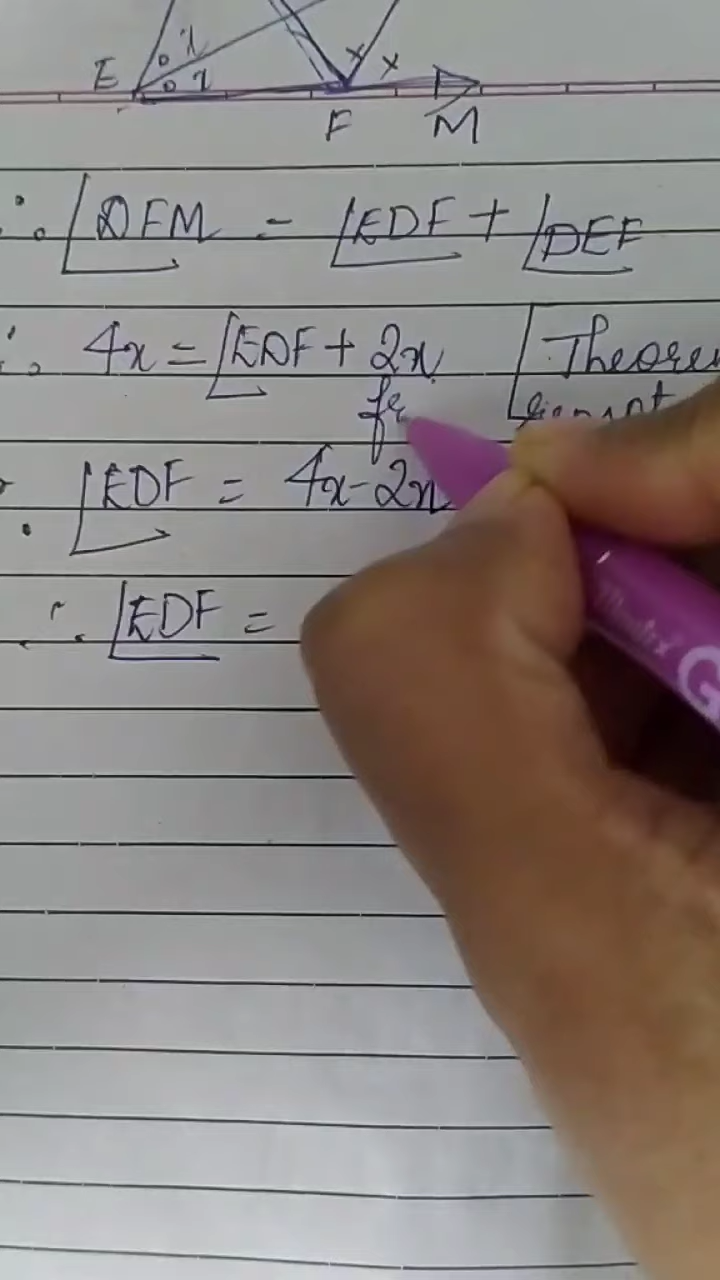 E x x x x
F M
∴ ∠DFM = ∠EDF + ∠DEF
∴ 4x = ∠EDF + 2x
∠EDF = 4x - 2x
∴ ∠EDF =